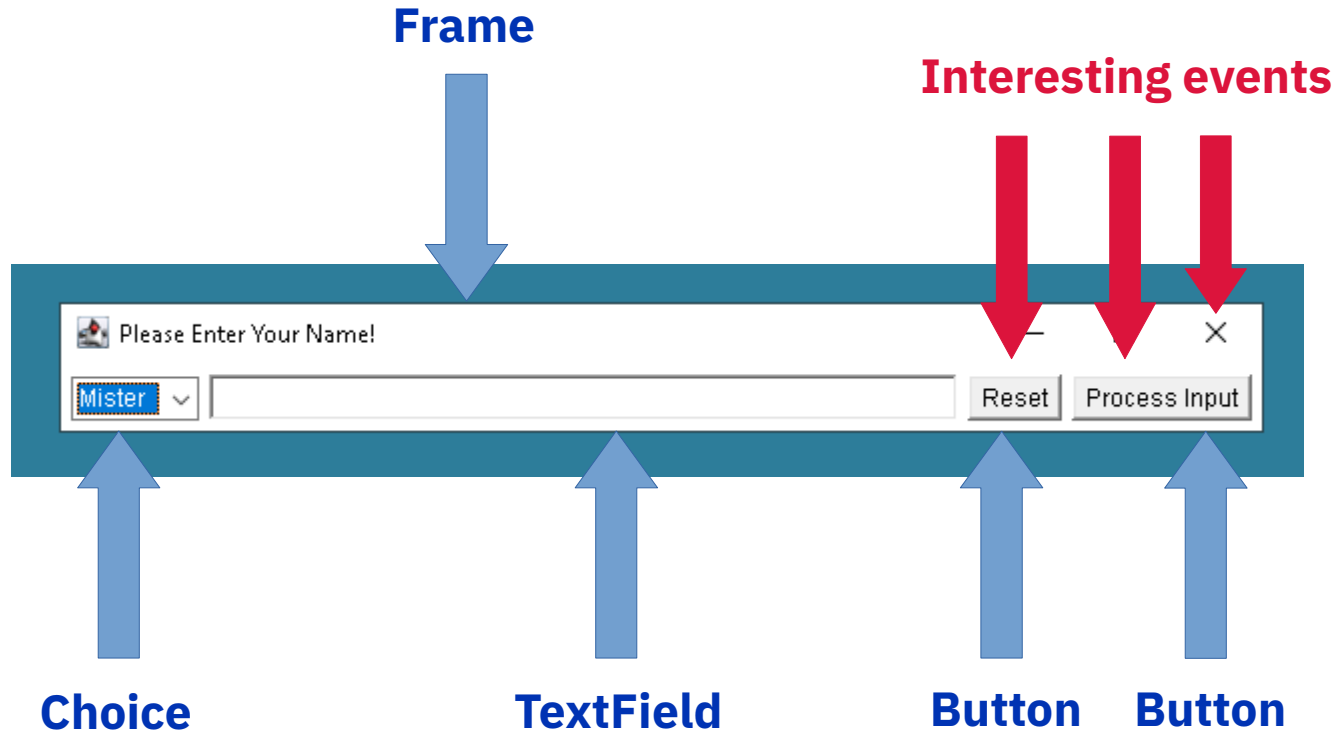 Frame
Interesting events
Please Enter Your Name!
Mister
Reset
Process Input
Choice
TextField
Button
Button